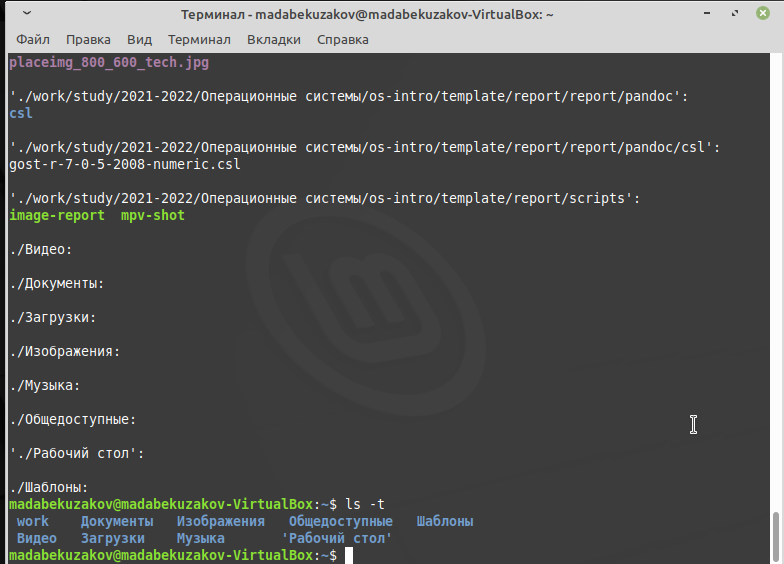 Терминал - madabekuzakov@madabekuzakov-VirtualBox: ~
Файл Правка Вид Терминал Вкладки Справка
placeimg_800_600_tech.jpg
'./work/study/2021-2022/Операционные системы/os-intro/template/report/report/pandoc':
csl
'./work/study/2021-2022/Операционные системы/os-intro/template/report/report/pandoc/csl':
gost-r-7-0-5-2008-numeric.csl
'./work/study/2021-2022/Операционные системы/os-intro/template/report/scripts':
image-report mpv-shot
./Видео:
./Документы:
./Загрузки:
./Изображения:
./Музыка:
./Общедоступные:
'./Рабочий стол':
./Шаблоны:
madabekuzakov@madabekuzakov-VirtualBox:~$ ls -t
work Документы Изображения Общедоступные Шаблоны
Видео Загрузки Музыка 'Рабочий стол'
madabekuzakov@madabekuzakov-VirtualBox:~$